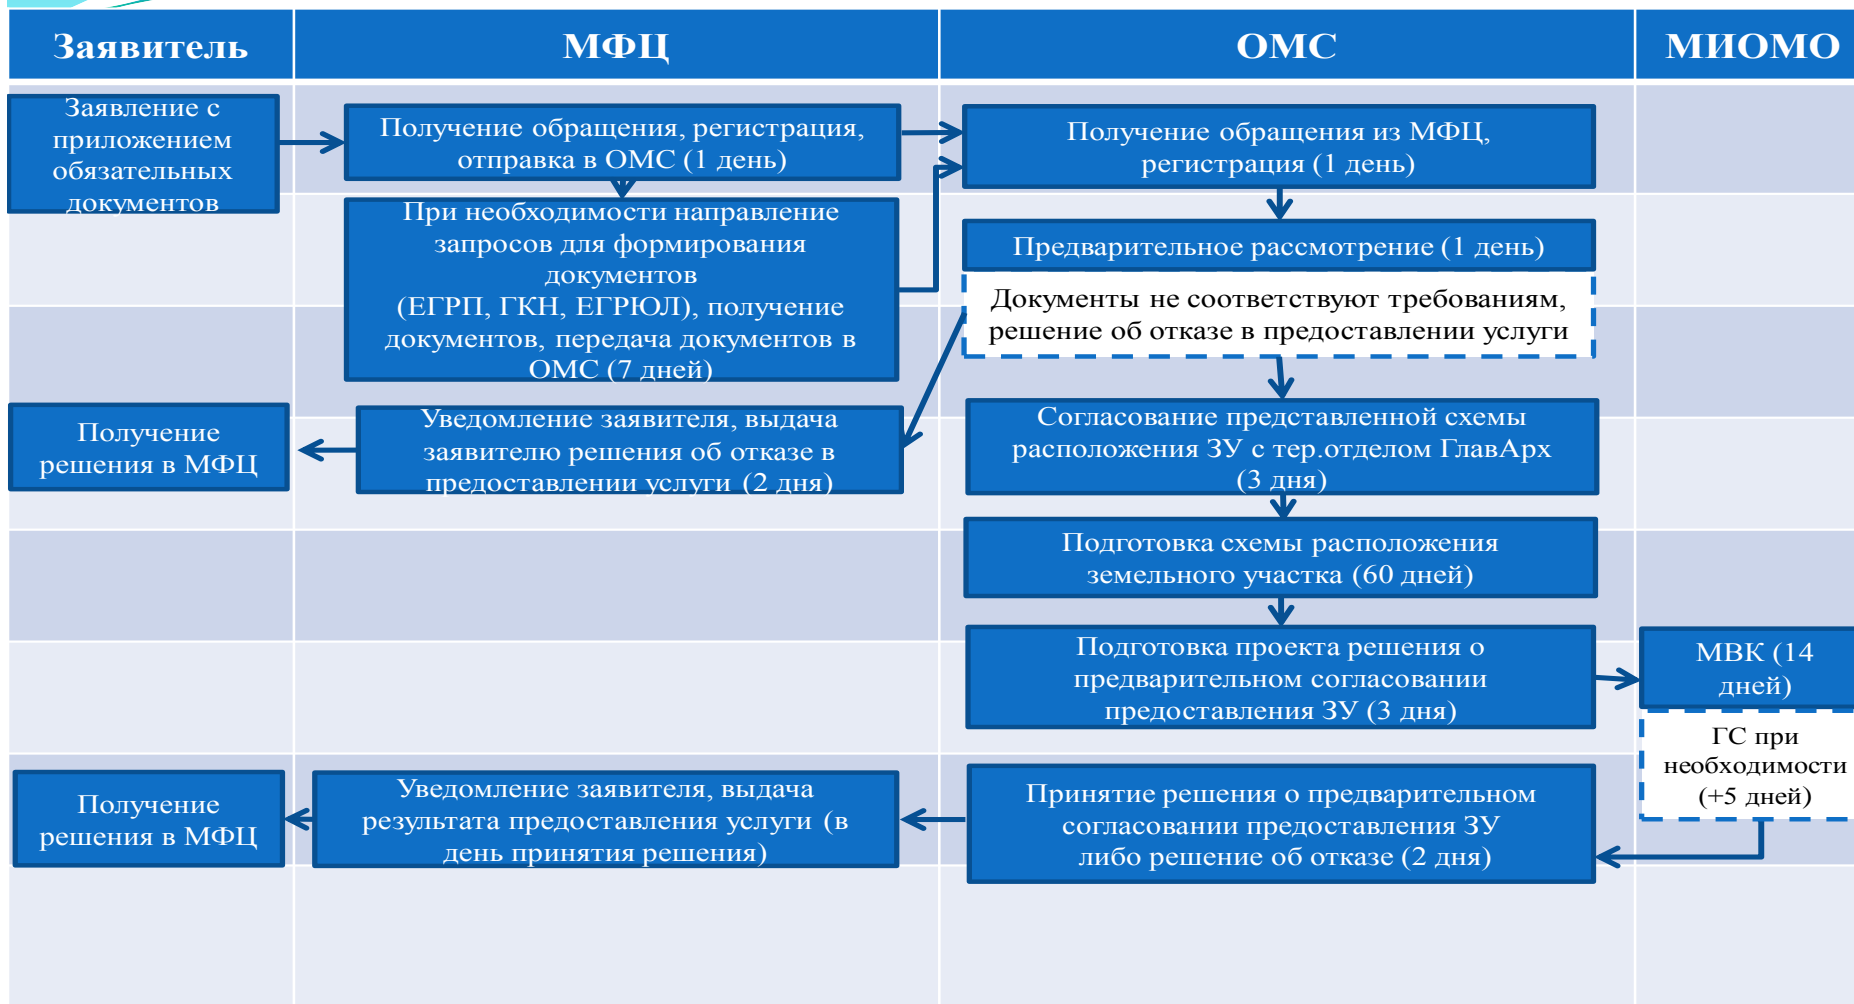 Заявитель
МФЦ
ОМС
МИОМО
Заявление с
приложением
обязательных
документов
Получение обращения, регистрация,
отправка в ОМС (1 день)
Получение обращения из МФЦ,
регистрация (1 день)
При необходимости направление
запросов для формирования
документов
(ЕГРП, ГКН, ЕГРЮЛ), получение
документов, передача документов в
ОМС (7 дней)
Предварительное рассмотрение (1 день)
Документы не соответствуют требованиям,
решение об отказе в предоставлении услуги
Получение
решения в МФЦ
Уведомление заявителя, выдача
заявителю решения об отказе в
предоставлении услуги (2 дня)
Согласование представленной схемы
расположения ЗУ с тер.отделом ГлавАрх
(3 дня)
Подготовка схемы расположения
земельного участка (60 дней)
Подготовка проекта решения о
предварительном согласовании
предоставления ЗУ (3 дня)
МВК (14
дней)
ГС при
необходимости
(+5 дней)
Получение
решения в МФЦ
Уведомление заявителя, выдача
результата предоставления услуги (в
день принятия решения)
Принятие решения о предварительном
согласовании предоставления ЗУ
либо решение об отказе (2 дня)